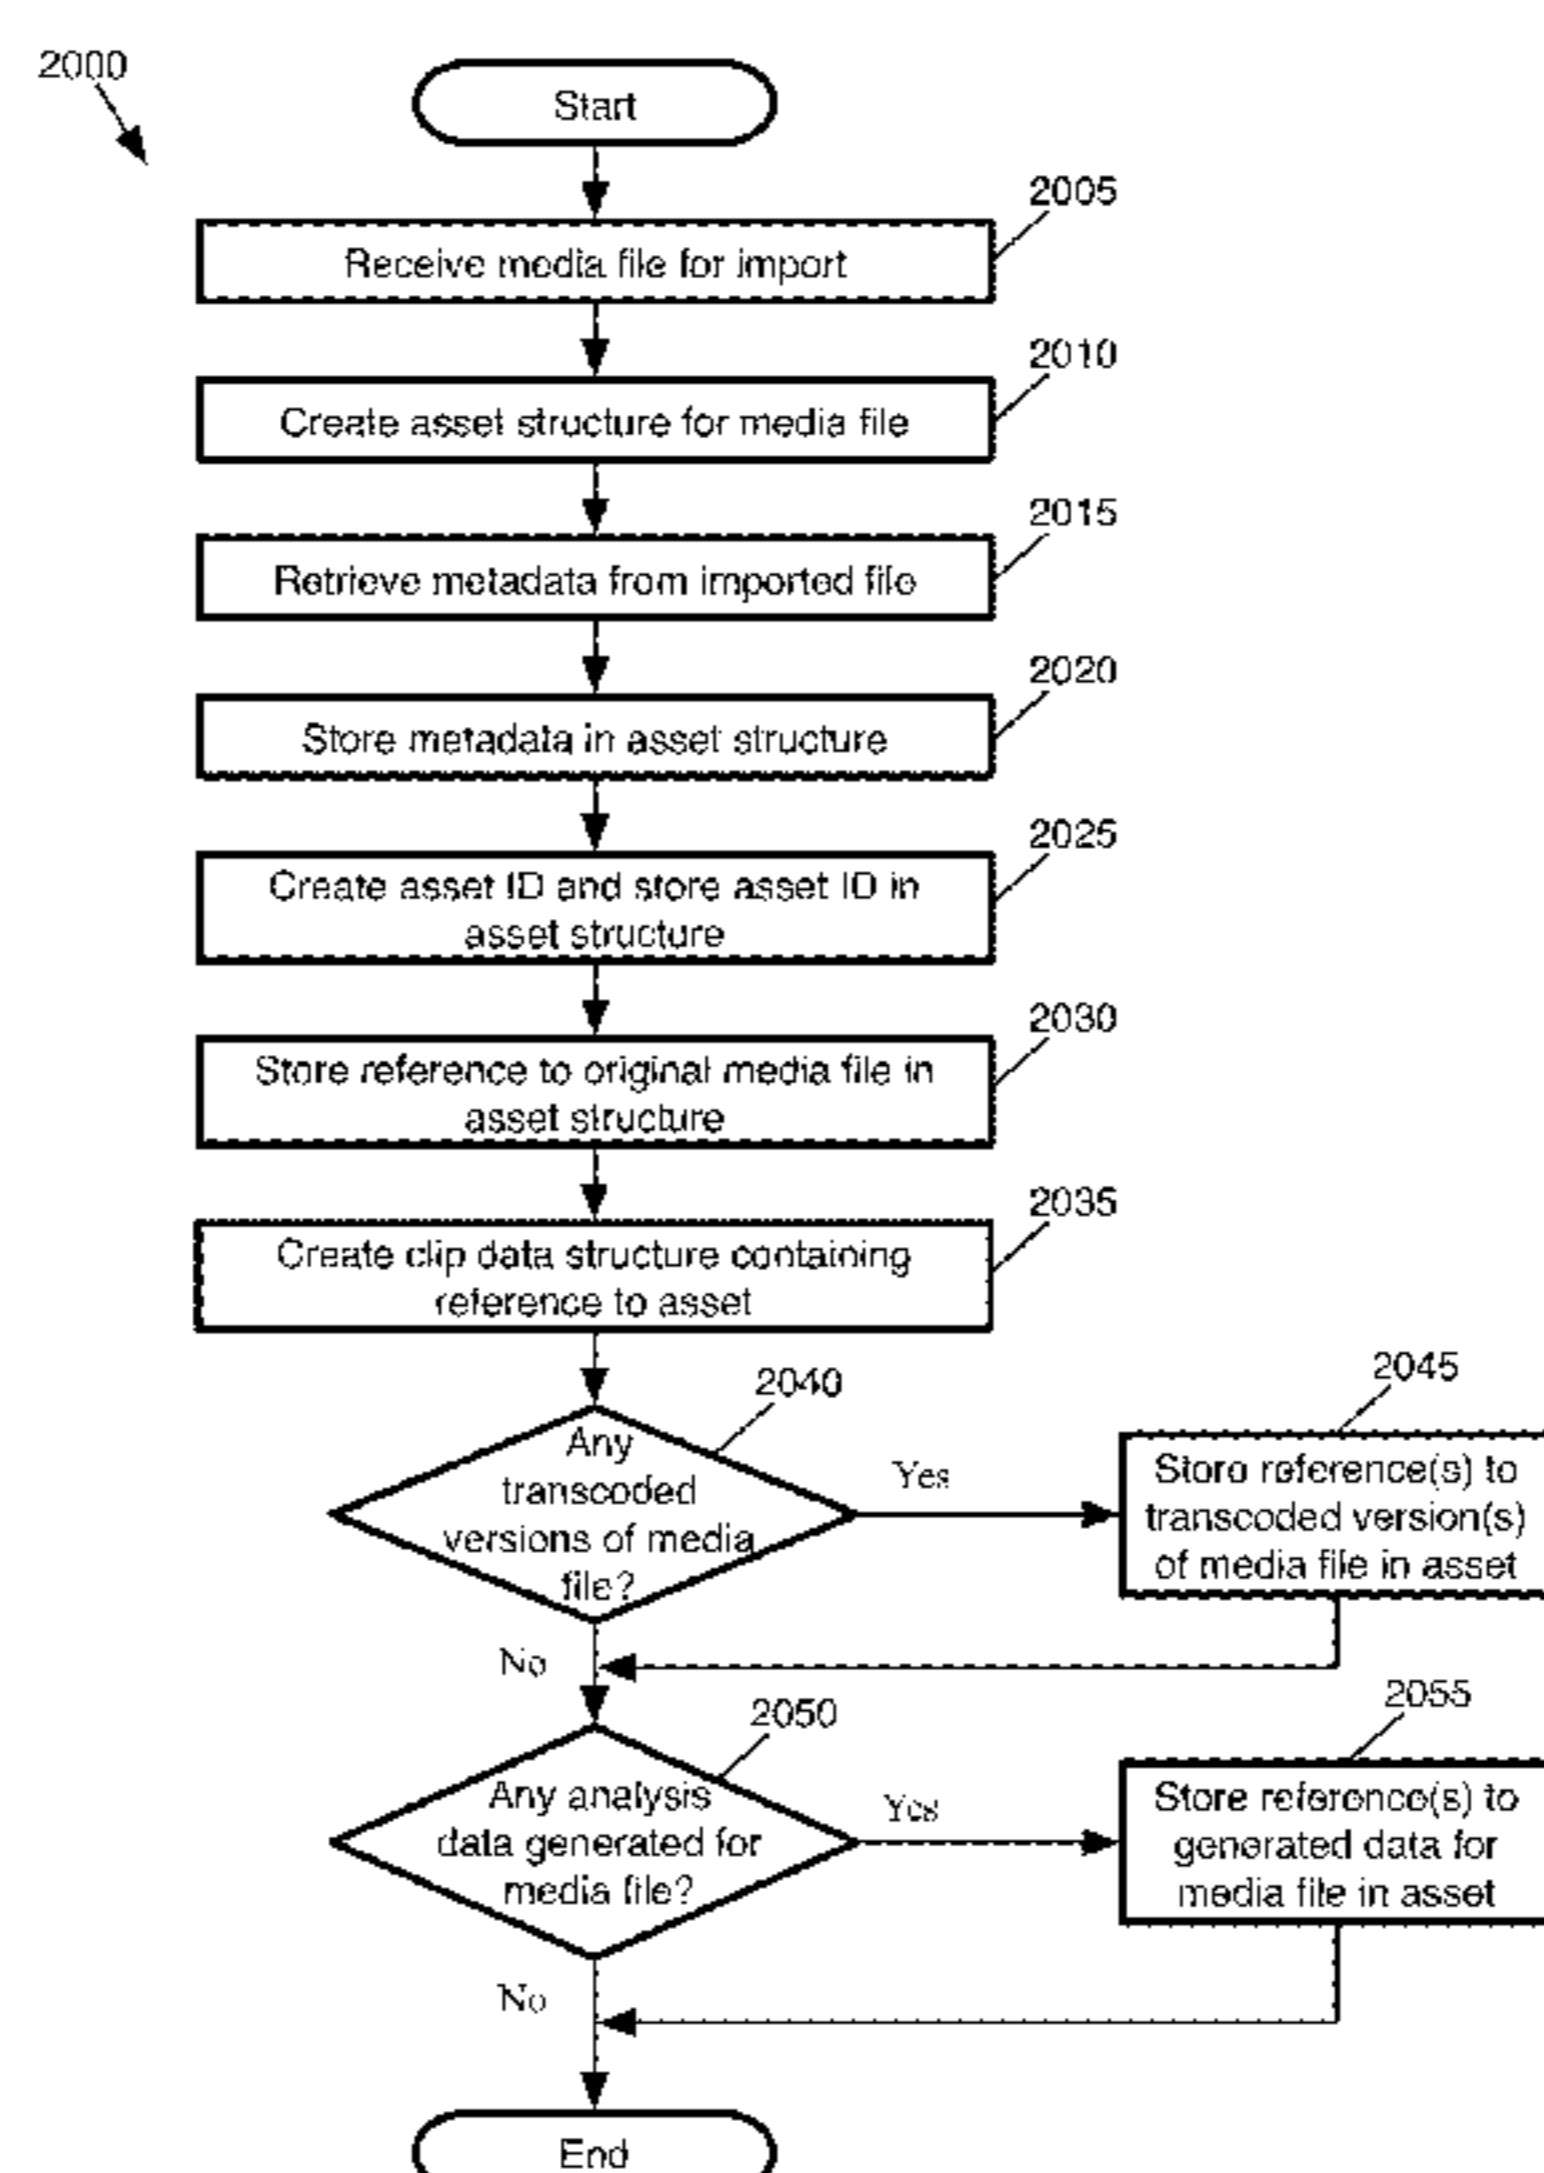 2000
Start
2005
Receive media file for import
2010
Create asset structure for media file
2015
Retrieve metadata from imported file
2020
Store metadata in asset structure
2025
Create asset ID and store asset ID in
asset structure
2030
Store reference to original media file in
asset structure
2035
Create clip data structure containing
reference to asset
2040
Any
transcoded
versions of media
file?
Yes
2045
Store reference(s) to
transcoded version(s)
of media file in asset
No
2050
Any analysis
data generated for
media file?
Yes
2055
Store reference(s) to
generated data for
media file in asset
No
End